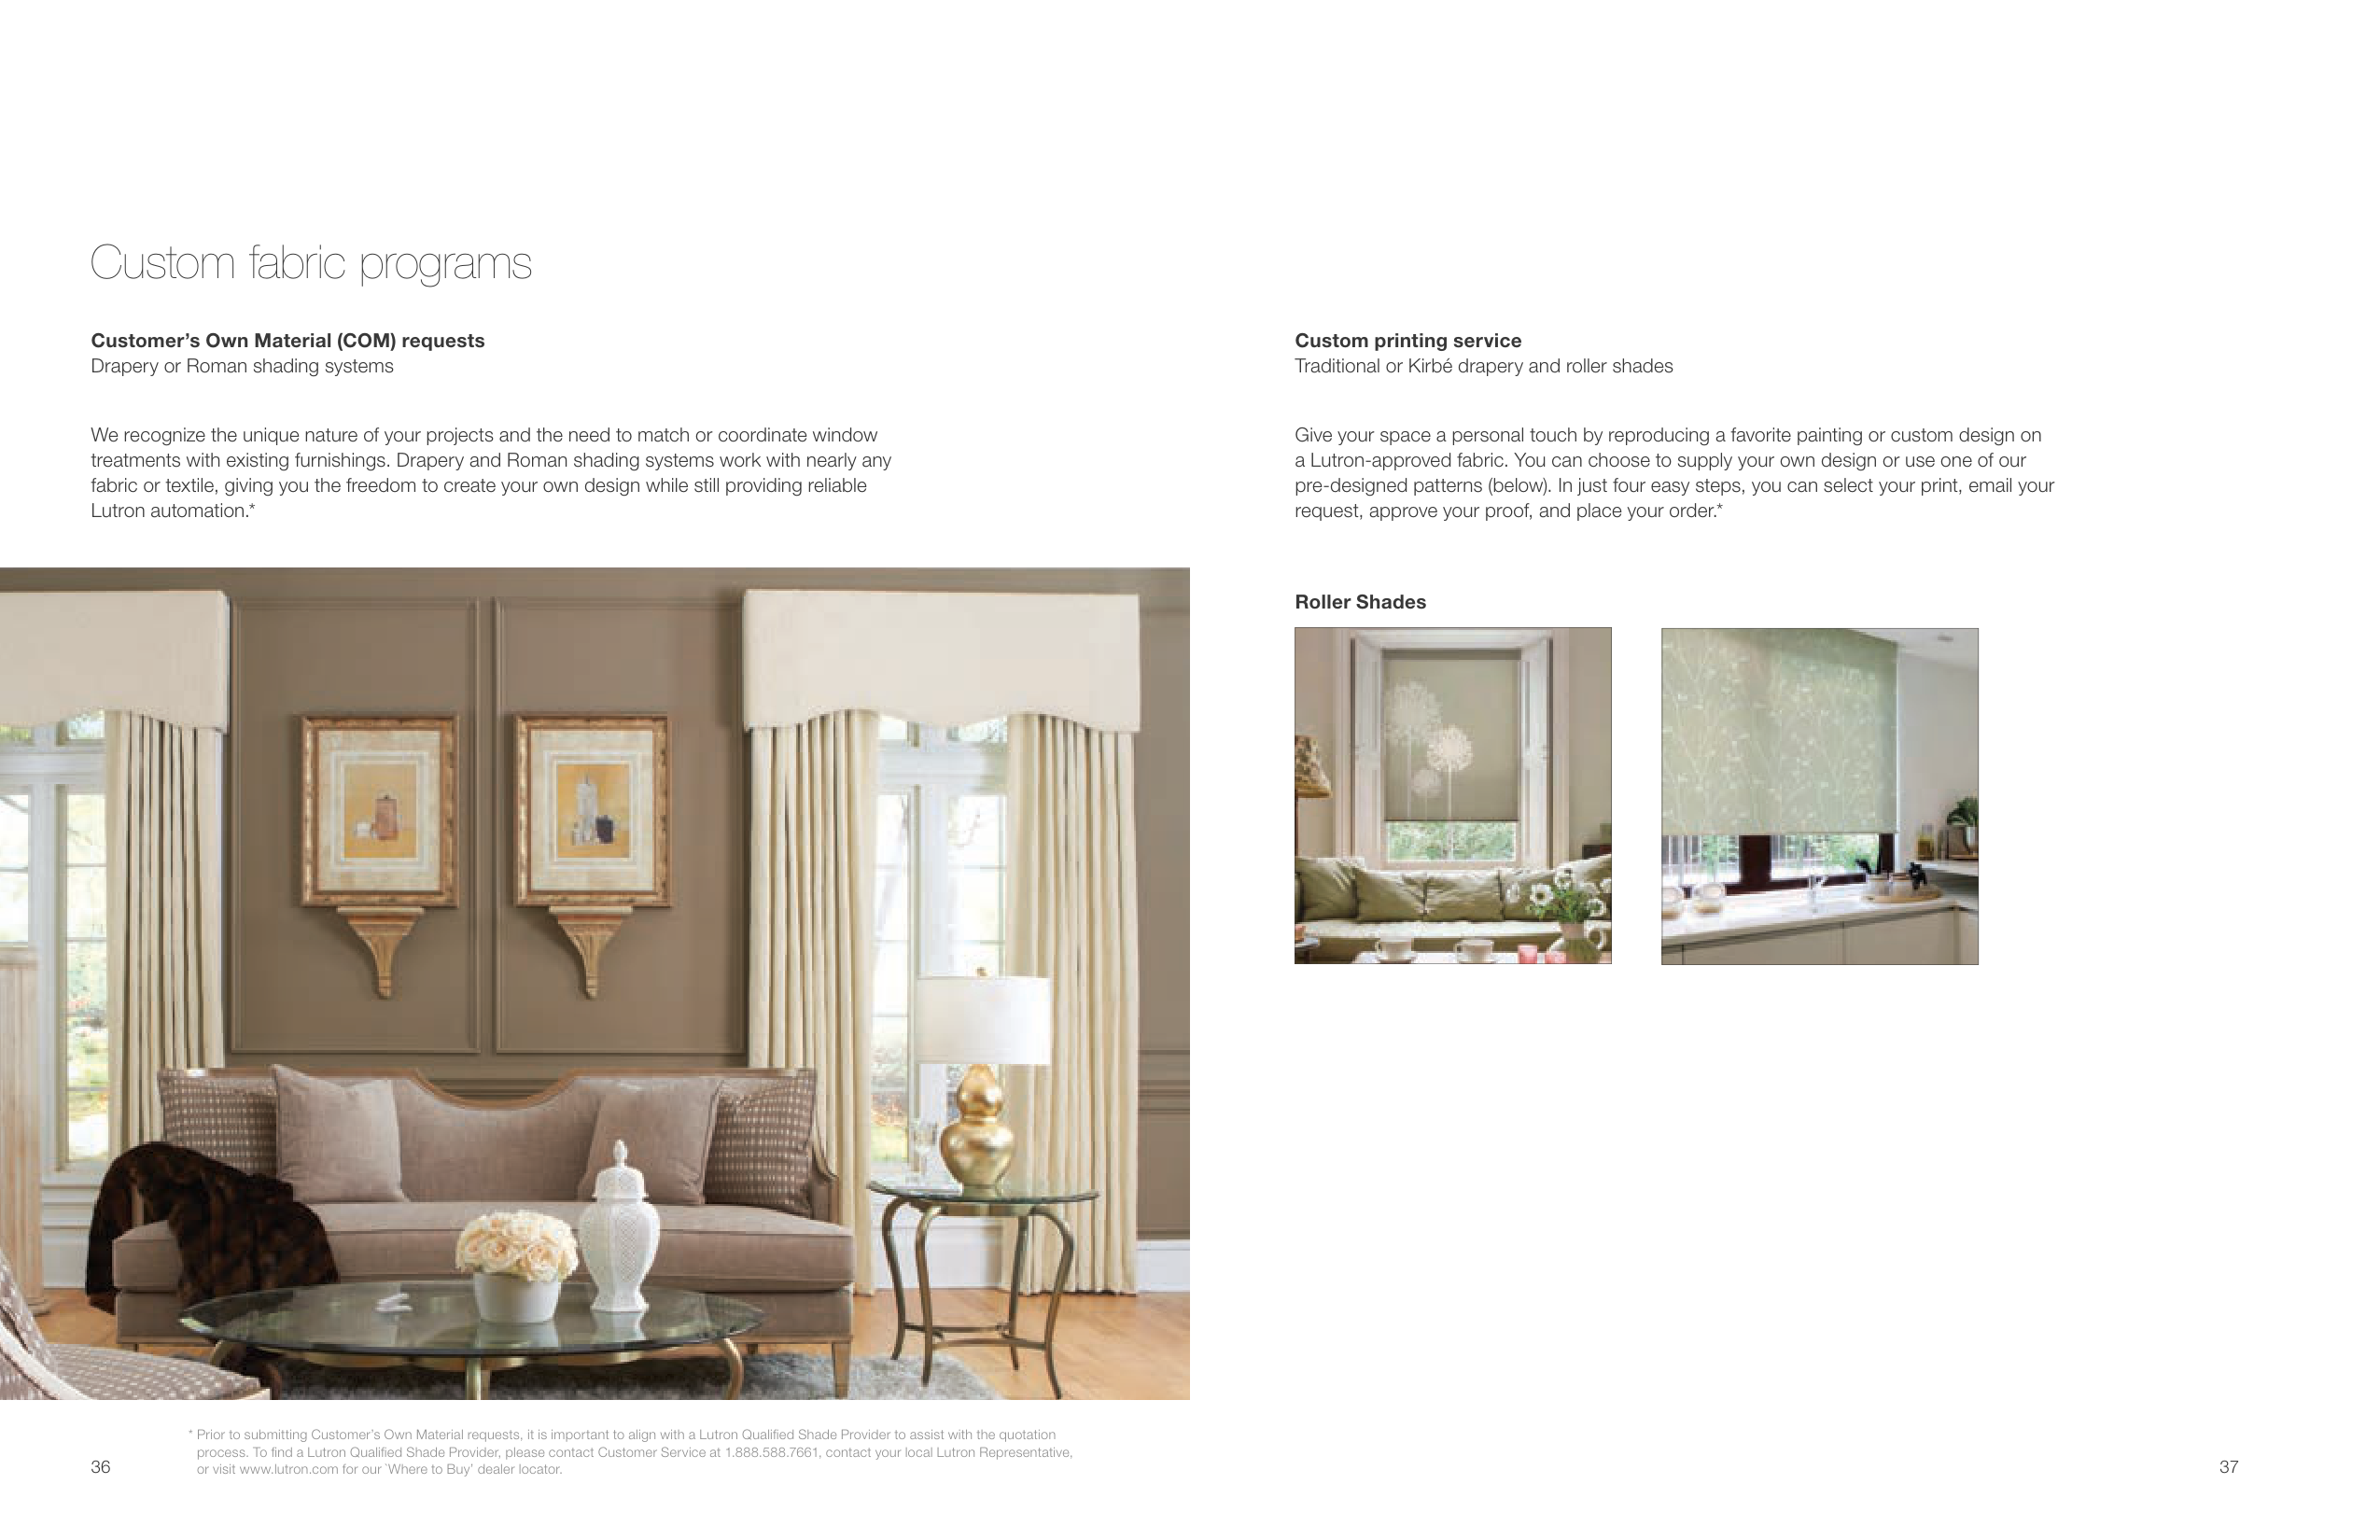 Custom fabric programs
Customer’s Own Material (COM) requests
Drapery or Roman shading systems
We recognize the unique nature of your projects and the need to match or coordinate window
treatments with existing furnishings. Drapery and Roman shading systems work with nearly any
fabric or textile, giving you the freedom to create your own design while still providing reliable
Lutron automation.*
* Prior to submitting Customer’s Own Material requests, it is important to align with a Lutron Qualified Shade Provider to assist with the quotation
process. To find a Lutron Qualified Shade Provider, please contact Customer Service at 1.888.588.7661, contact your local Lutron Representative,
or visit www.lutron.com for our `Where to Buy’ dealer locator.
36
Custom printing service
Traditional or Kirbé drapery and roller shades
Give your space a personal touch by reproducing a favorite painting or custom design on
a Lutron-approved fabric. You can choose to supply your own design or use one of our
pre-designed patterns (below). In just four easy steps, you can select your print, email your
request, approve your proof, and place your order.*
Roller Shades
37